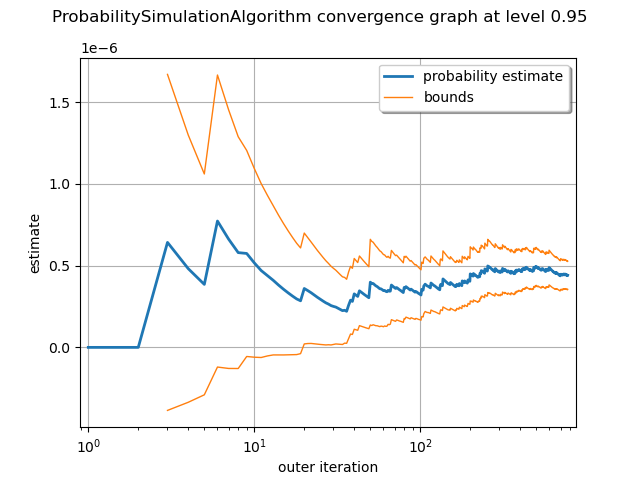 ProbabilitySimulationAlgorithm convergence graph at level 0.95
1e−6
probability estimate
bounds
1.5
1.0
0.5
0.0
estimate
10⁰ 10¹ 10²
outer iteration